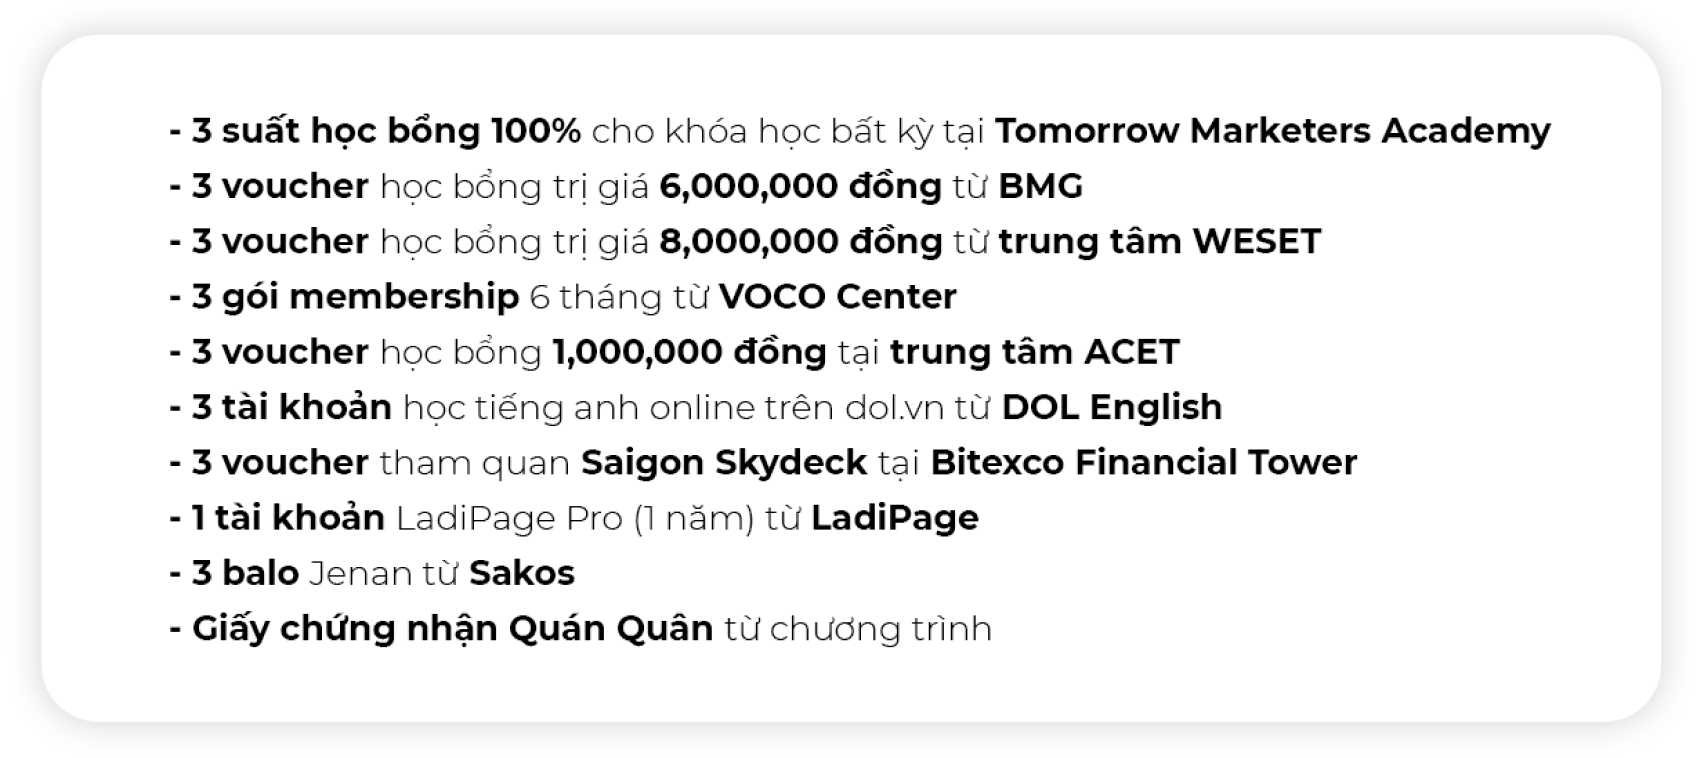 - 3 suất học bổng 100% cho khóa học bất kỳ tại Tomorrow Marketers Academy
- 3 voucher học bổng trị giá 6,000,000 đồng từ BMG
- 3 voucher học bổng trị giá 8,000,000 đồng từ trung tâm WESET
- 3 gói membership 6 tháng từ VOCO Center
- 3 voucher học bổng 1,000,000 đồng tại trung tâm ACET
- 3 tài khoản học tiếng anh online trên dol.vn từ DOL English
- 3 voucher tham quan Saigon Skydeck tại Bitexco Financial Tower
- 1 tài khoản LadiPage Pro (1 năm) từ LadiPage
- 3 balo Jenan từ Sakos
- Giấy chứng nhận Quán Quân từ chương trình